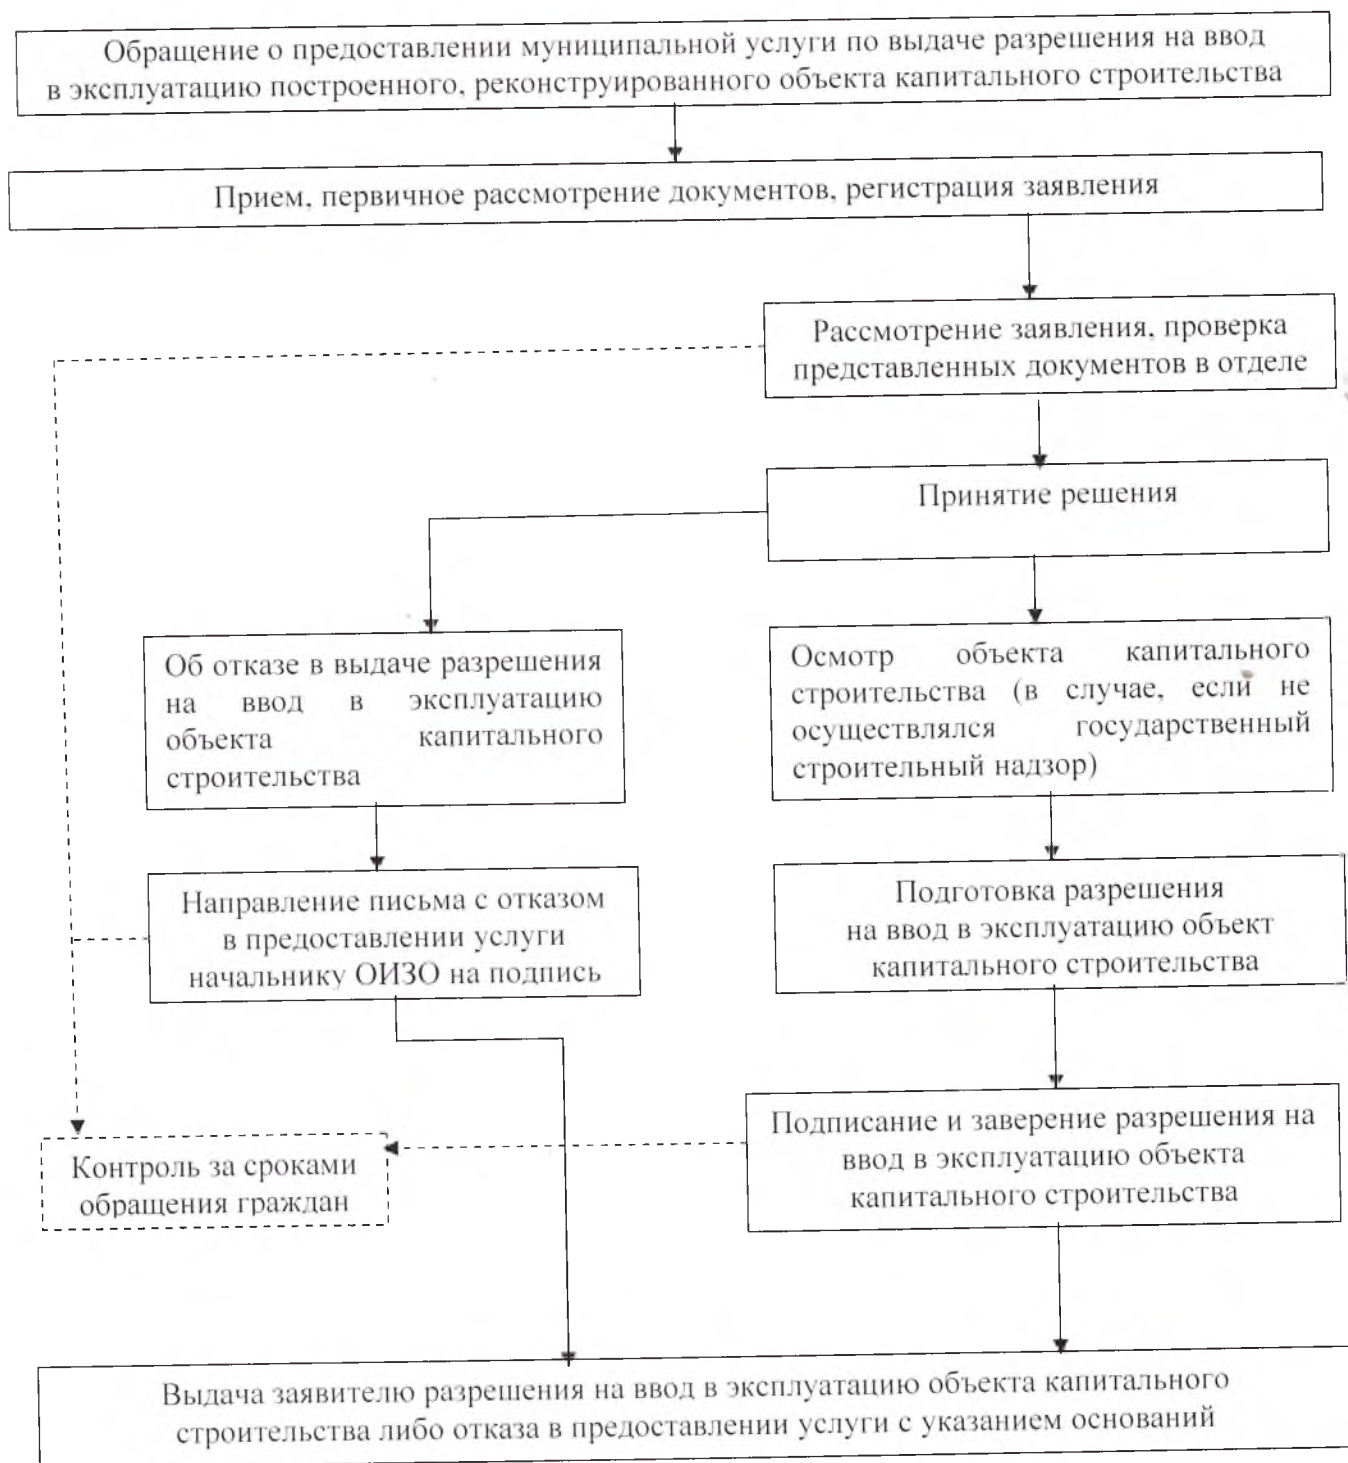 Обращение о предоставлении муниципальной услуги по выдаче разрешения на ввод
в эксплуатацию построенного, реконструированного объекта капитального строительства
Прием, первичное рассмотрение документов, регистрация заявления
Рассмотрение заявления, проверка
представленных документов в отделе
Принятие решения
Об отказе в выдаче разрешения
на ввод в эксплуатацию
объекта капитального
строительства
Осмотр объекта капитального
строительства (в случае, если не
осуществлялся государственный
строительный надзор)
Направление письма с отказом
в предоставлении услуги
начальнику ОИЗО на подпись
Подготовка разрешения
на ввод в эксплуатацию объект
капитального строительства
Контроль за сроками
обращения граждан
Подписание и заверение разрешения на
ввод в эксплуатацию объекта
капитального строительства
Выдача заявителю разрешения на ввод в эксплуатацию объекта капитального
строительства либо отказа в предоставлении услуги с указанием оснований